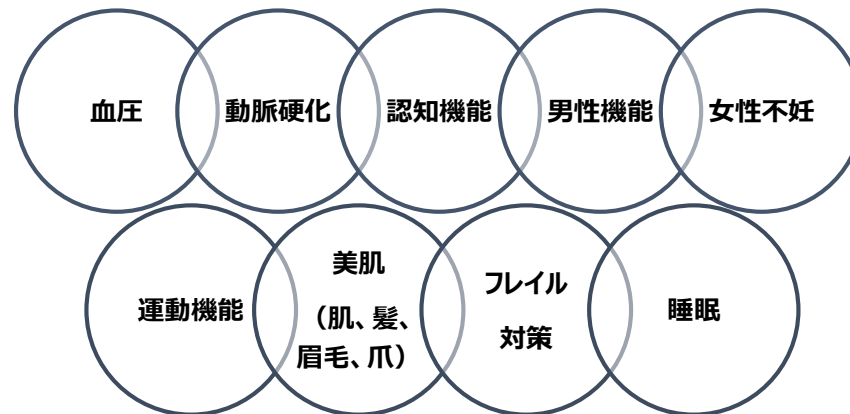 血圧
動脈硬化
認知機能
男性機能
女性不妊
運動機能
美肌
（肌、髪、
眉毛、爪）
フレイル
対策
睡眠